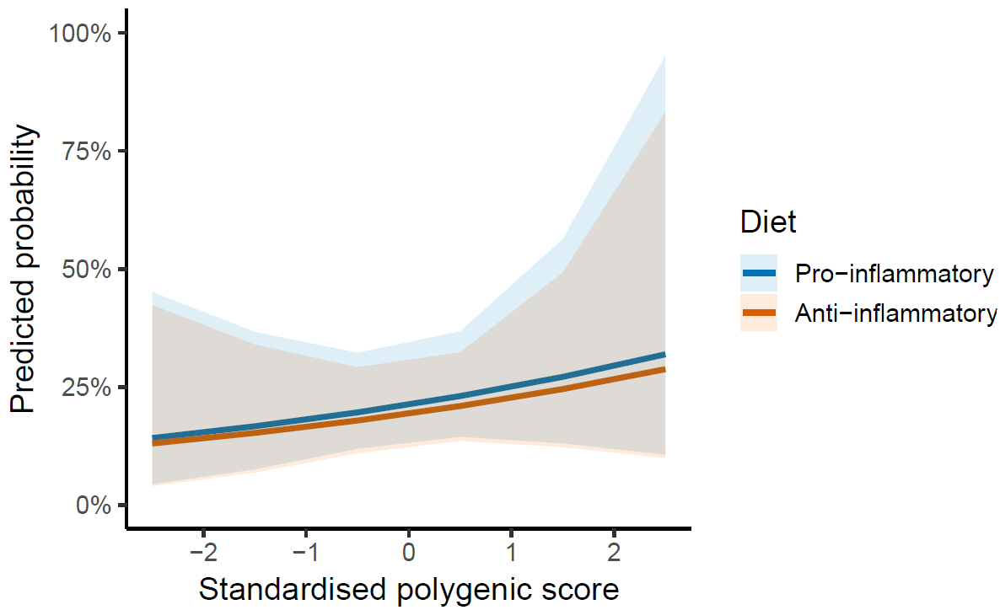 100%
75%
50%
25%
0%
Predicted probability
−2
−1
0
1
2
Standardised polygenic score
Diet
Pro−inflammatory
Anti−inflammatory